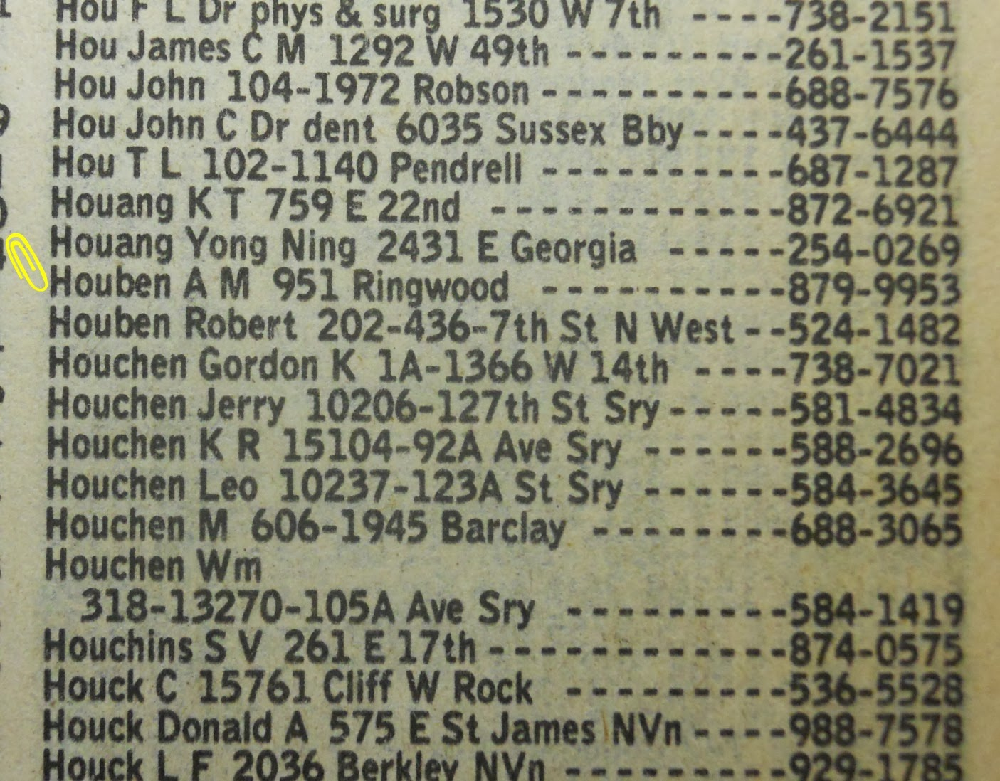 Hou F L Dr phys & surg 1530 W 7th ----738-2151
Hou James C M 1292 W 49th ----------261-1537
Hou John 104-1972 Robson -----------688-7576
Hou John C Dr dent 6035 Sussex Bby ----437-6444
Hou T L 102-1140 Pendrell -----------687-1287
Houang K T 759 E 22nd --------------872-6921
Houang Yong Ning 2431 E Georgia -----254-0269
Houben A M 951 Ringwood ------------879-9953
Houben Robert 202-436-7th St N West --524-1482
Houchen Gordon K 1A-1366 W 14th ----738-7021
Houchen Jerry 10206-127th St Sry -----581-4834
Houchen K R 15104-92A Ave Sry ------588-2696
Houchen Leo 10237-123A St Sry ------584-3645
Houchen M 606-1945 Barclay ---------688-3065
Houchen Wm
318-13270-105A Ave Sry ----------584-1419
Houchins S V 261 E 17th -------------874-0575
Houck C 15761 Cliff W Rock ----------536-5528
Houck Donald A 575 E St James NVn ----988-7578
Houck L F 2036 Berkley NVn ----------929-1785